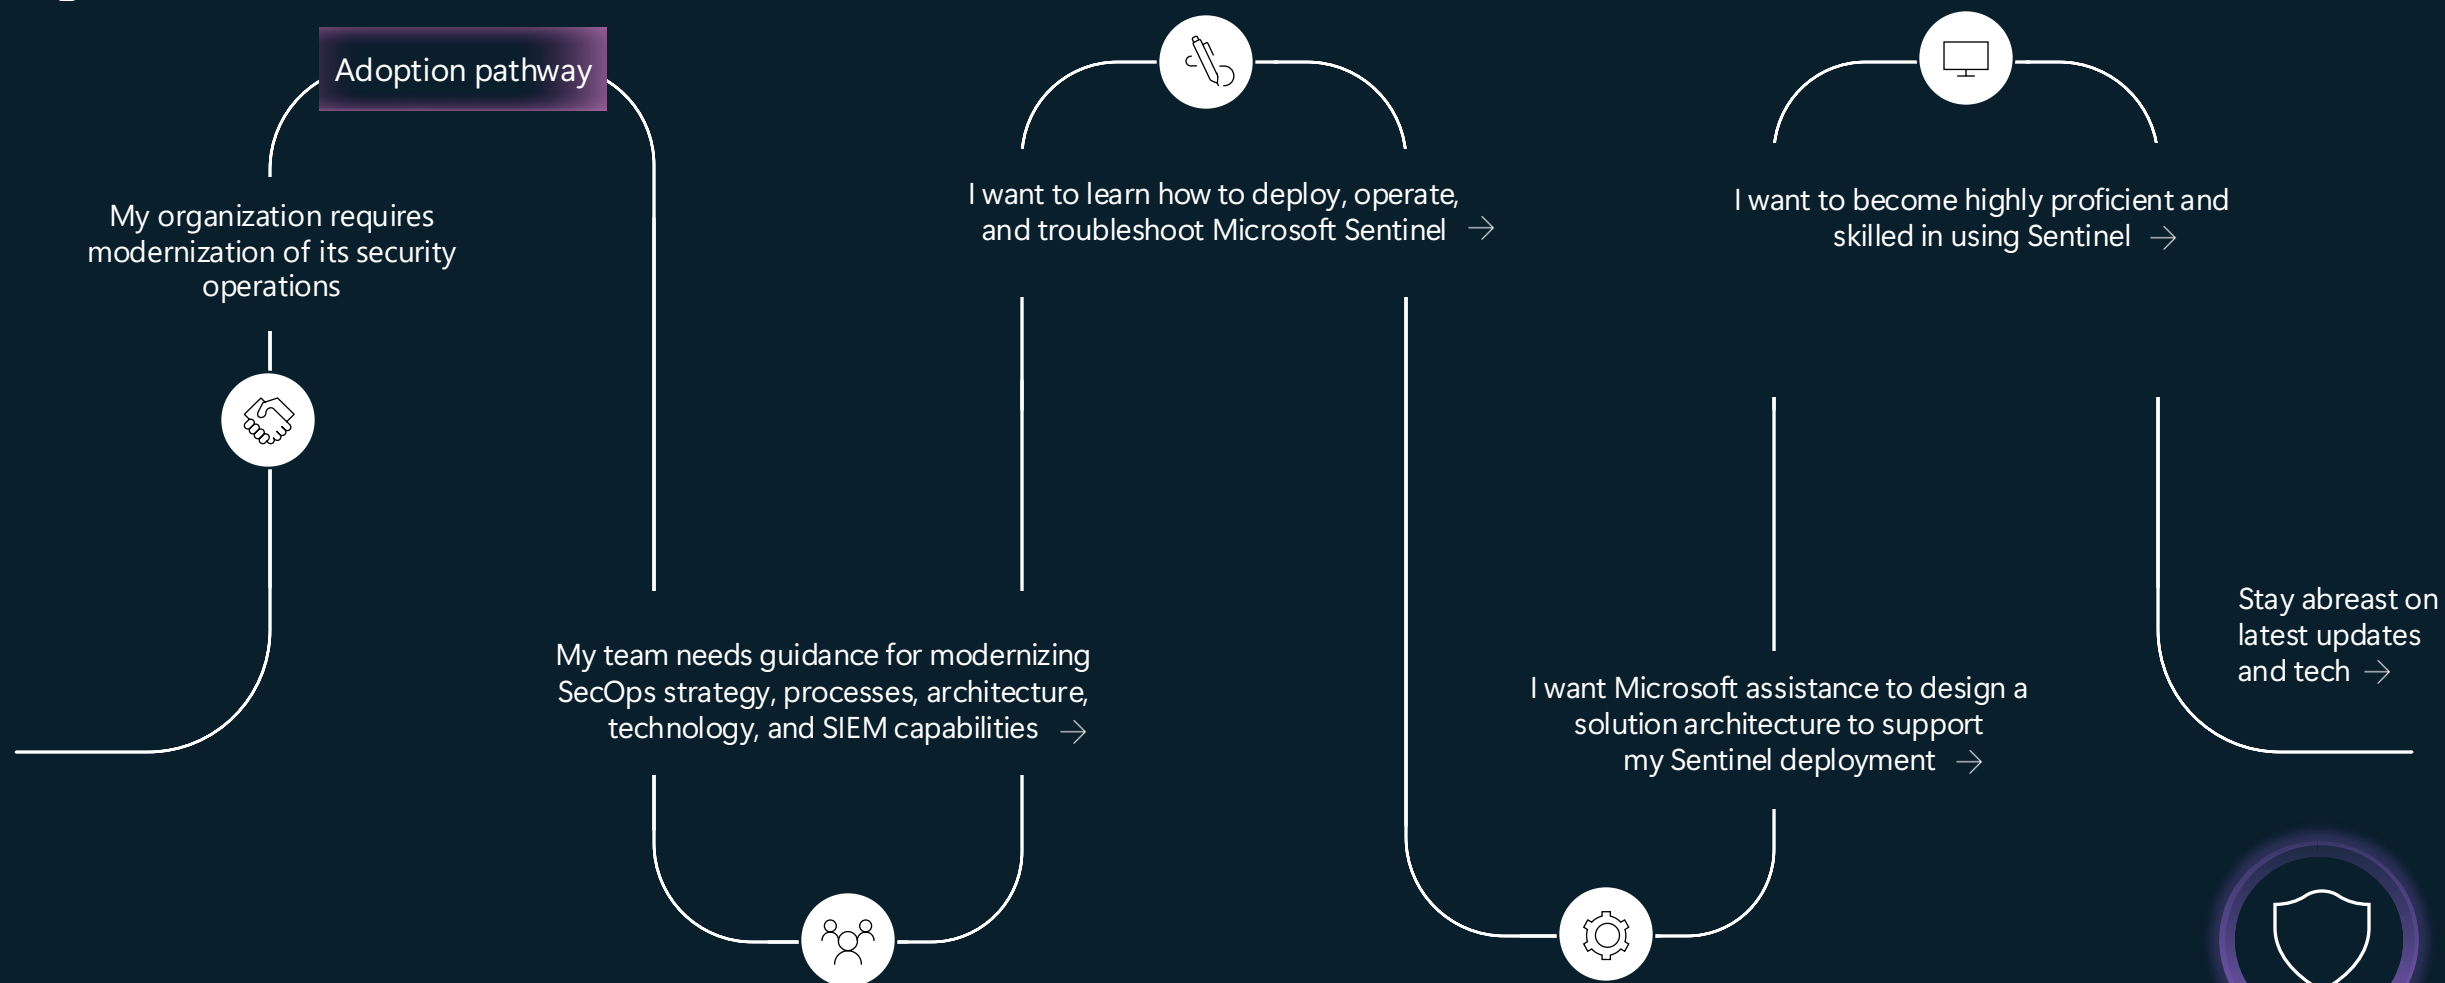 Adoption pathway
My organization requires
modernization of its security
operations
My team needs guidance for modernizing
SecOps strategy, processes, architecture,
technology, and SIEM capabilities
I want to learn how to deploy, operate,
and troubleshoot Microsoft Sentinel
I want Microsoft assistance to design a
solution architecture to support
my Sentinel deployment
I want to become highly proficient and
skilled in using Sentinel
Stay abreast on
latest updates
and tech